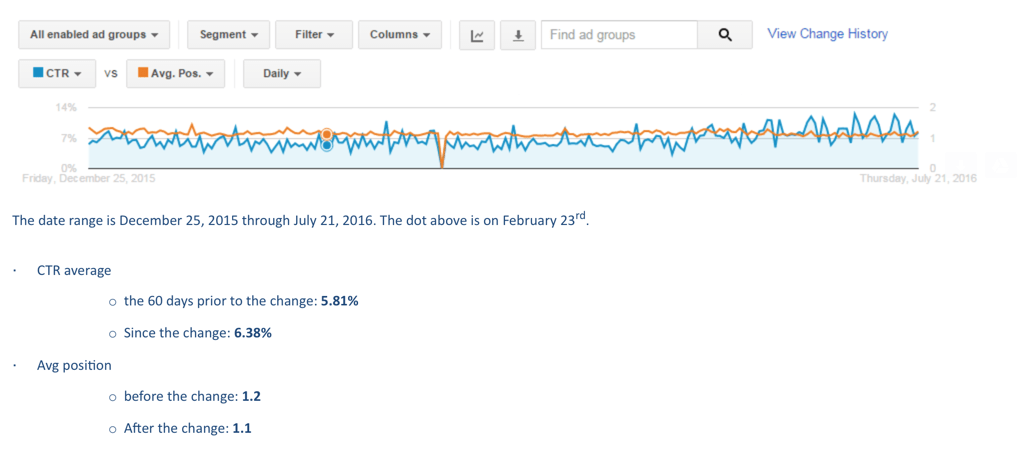 All enabled ad groups Segment Filter Columns Find ad groups View Change History
CTR VS Avg. Pos. Daily
14% 2
7% 1
0% 0
Friday, December 25, 2015 Thursday, July 21, 2016
The date range is December 25, 2015 through July 21, 2016. The dot above is on February 23rd.
· CTR average
o the 60 days prior to the change: 5.81%
o Since the change: 6.38%
· Avg position
o before the change: 1.2
o After the change: 1.1